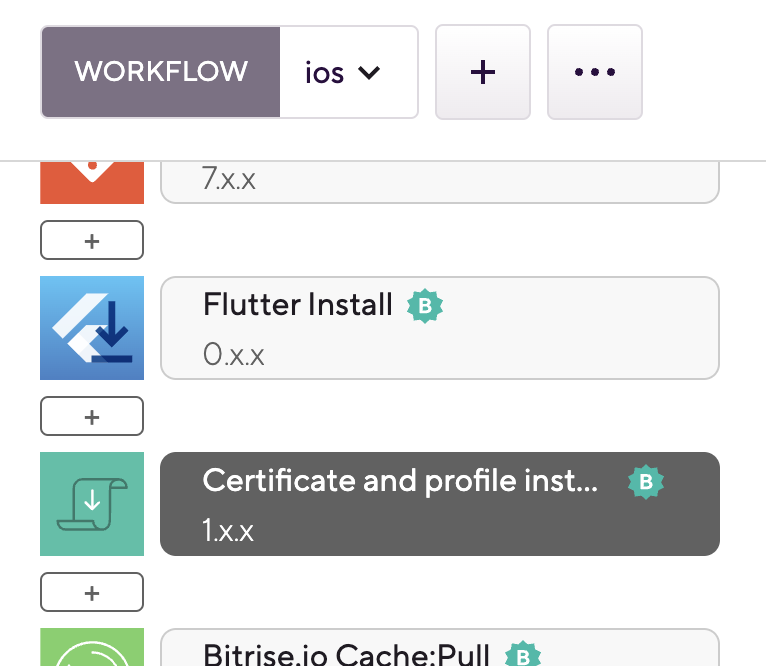 WORKFLOW ios
+ ...
7.x.x
+
Flutter Install B
0.x.x
+
Certificate and profile inst... B
1.x.x
+
Bitrise.io Cache:Pull B